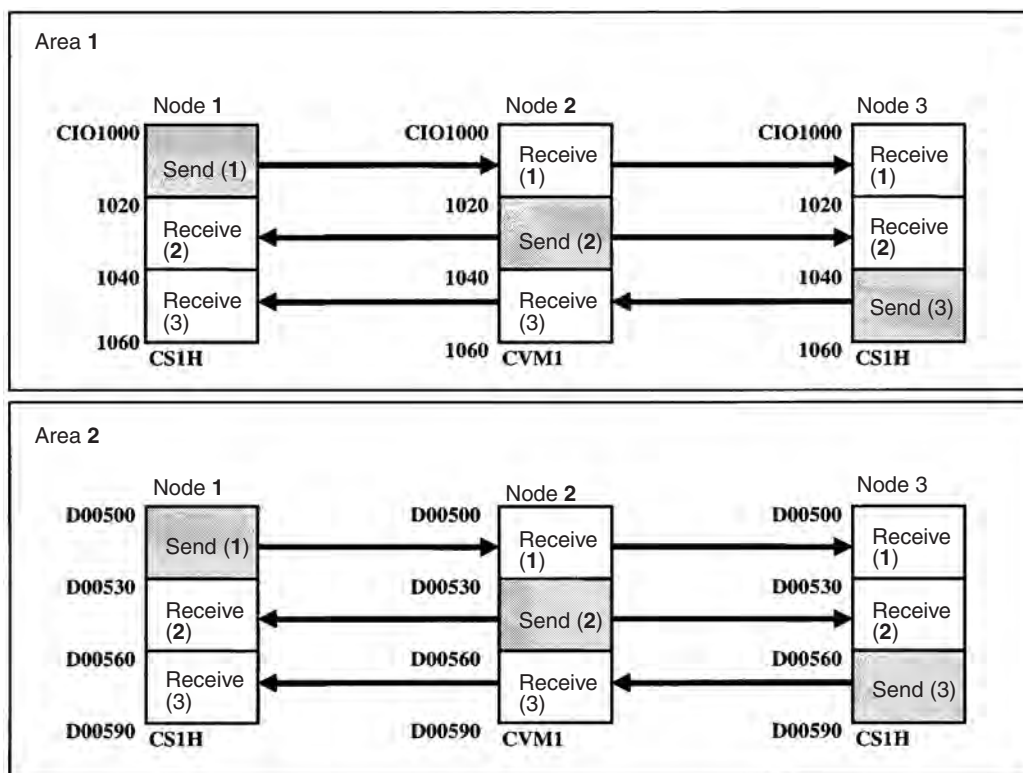 Area 1
Node 1
Node 2
Node 3
CIO1000
CIO1000
CIO1000
Send (1)
Receive
(1)
Receive
(1)
1020
1020
1020
Receive
(2)
Send (2)
Receive
(2)
1040
1040
1040
Receive
(3)
Receive
(3)
Send (3)
1060
1060
1060
CS1H
CVM1
CS1H
Area 2
Node 1
Node 2
Node 3
D00500
D00500
D00500
Send (1)
Receive
(1)
Receive
(1)
D00530
D00530
D00530
Receive
(2)
Send (2)
Receive
(2)
D00560
D00560
D00560
Receive
(3)
Receive
(3)
Send (3)
D00590
D00590
D00590
CS1H
CVM1
CS1H